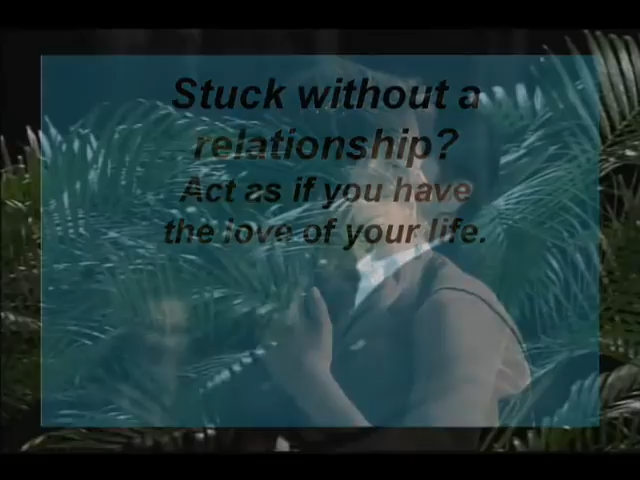 Stuck without a
relationship?
Act as if you have
the love of your life.